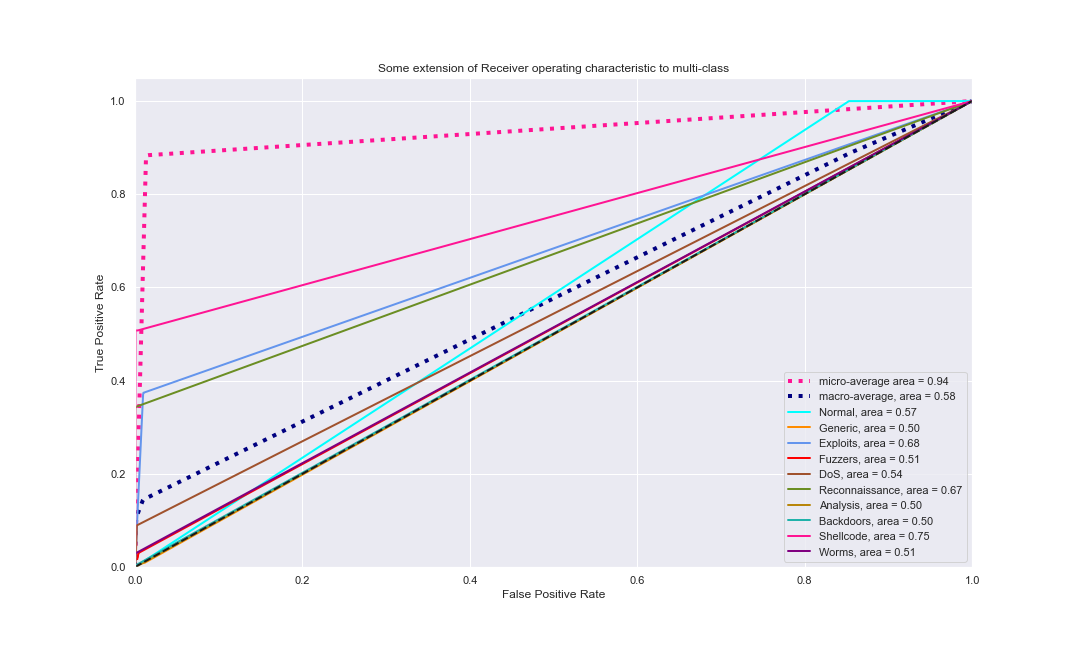 Some extension of Receiver operating characteristic to multi-class
True Positive Rate
1.0
0.8
0.6
0.4
0.2
0.0
0.0 0.2 0.4 0.6 0.8 1.0
False Positive Rate
micro-average area = 0.94
macro-average, area = 0.58
Normal, area = 0.57
Generic, area = 0.50
Exploits, area = 0.68
Fuzzers, area = 0.51
DoS, area = 0.54
Reconnaissance, area = 0.67
Analysis, area = 0.50
Backdoors, area = 0.50
Shellcode, area = 0.75
Worms, area = 0.51